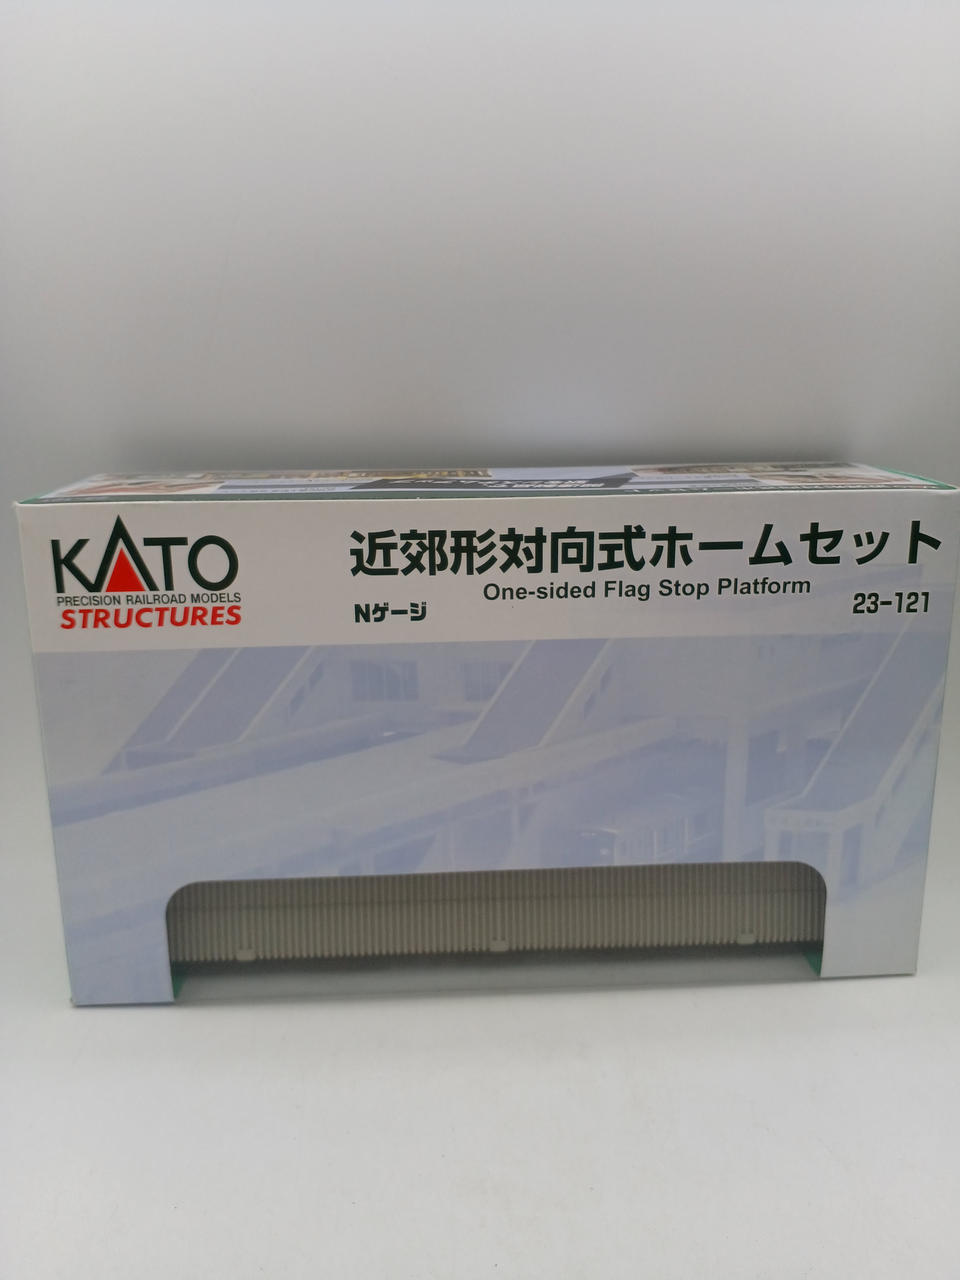 KATO
PRECISION RAILROAD MODELS
STRUCTURES
近郊形対向式ホームセット
One-sided Flag Stop Platform
Nゲージ
23-121